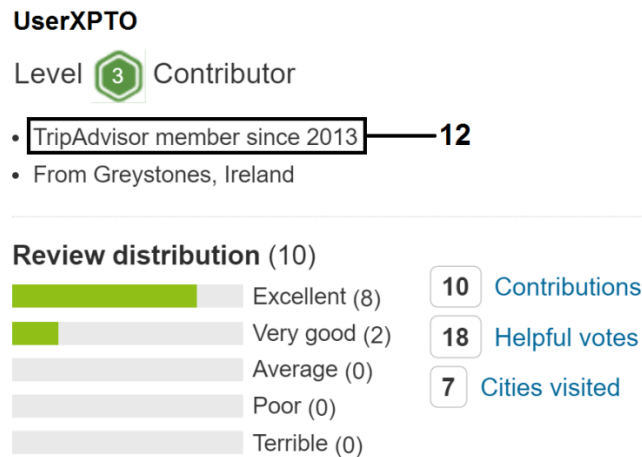 UserXPTO
Level 3 Contributor
• TripAdvisor member since 2013 12
• From Greystones, Ireland
Review distribution (10)
Excellent (8)
Very good (2)
Average (0)
Poor (0)
Terrible (0)
10 Contributions
18 Helpful votes
7 Cities visited